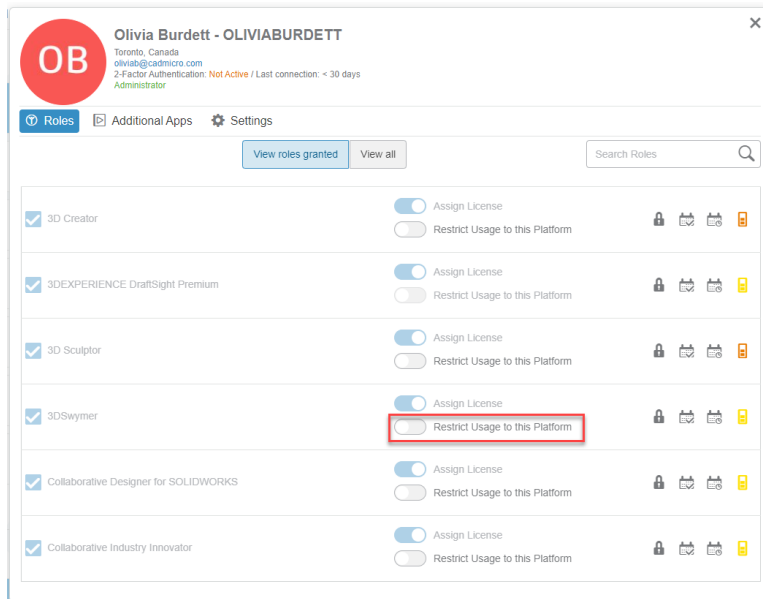 OB
Olivia Burdett - OLIVIABURDETT
Toronto, Canada
oliviab@cadmicro.com
2-Factor Authentication: Not Active / Last connection: < 30 days
Administrator
Roles Additional Apps Settings
View roles granted View all Search Roles
3D Creator
Assign License
Restrict Usage to this Platform
3DEXPERIENCE DraftSight Premium
Assign License
Restrict Usage to this Platform
3D Sculptor
Assign License
Restrict Usage to this Platform
3DSwymer
Assign License
Restrict Usage to this Platform
Collaborative Designer for SOLIDWORKS
Assign License
Restrict Usage to this Platform
Collaborative Industry Innovator
Assign License
Restrict Usage to this Platform